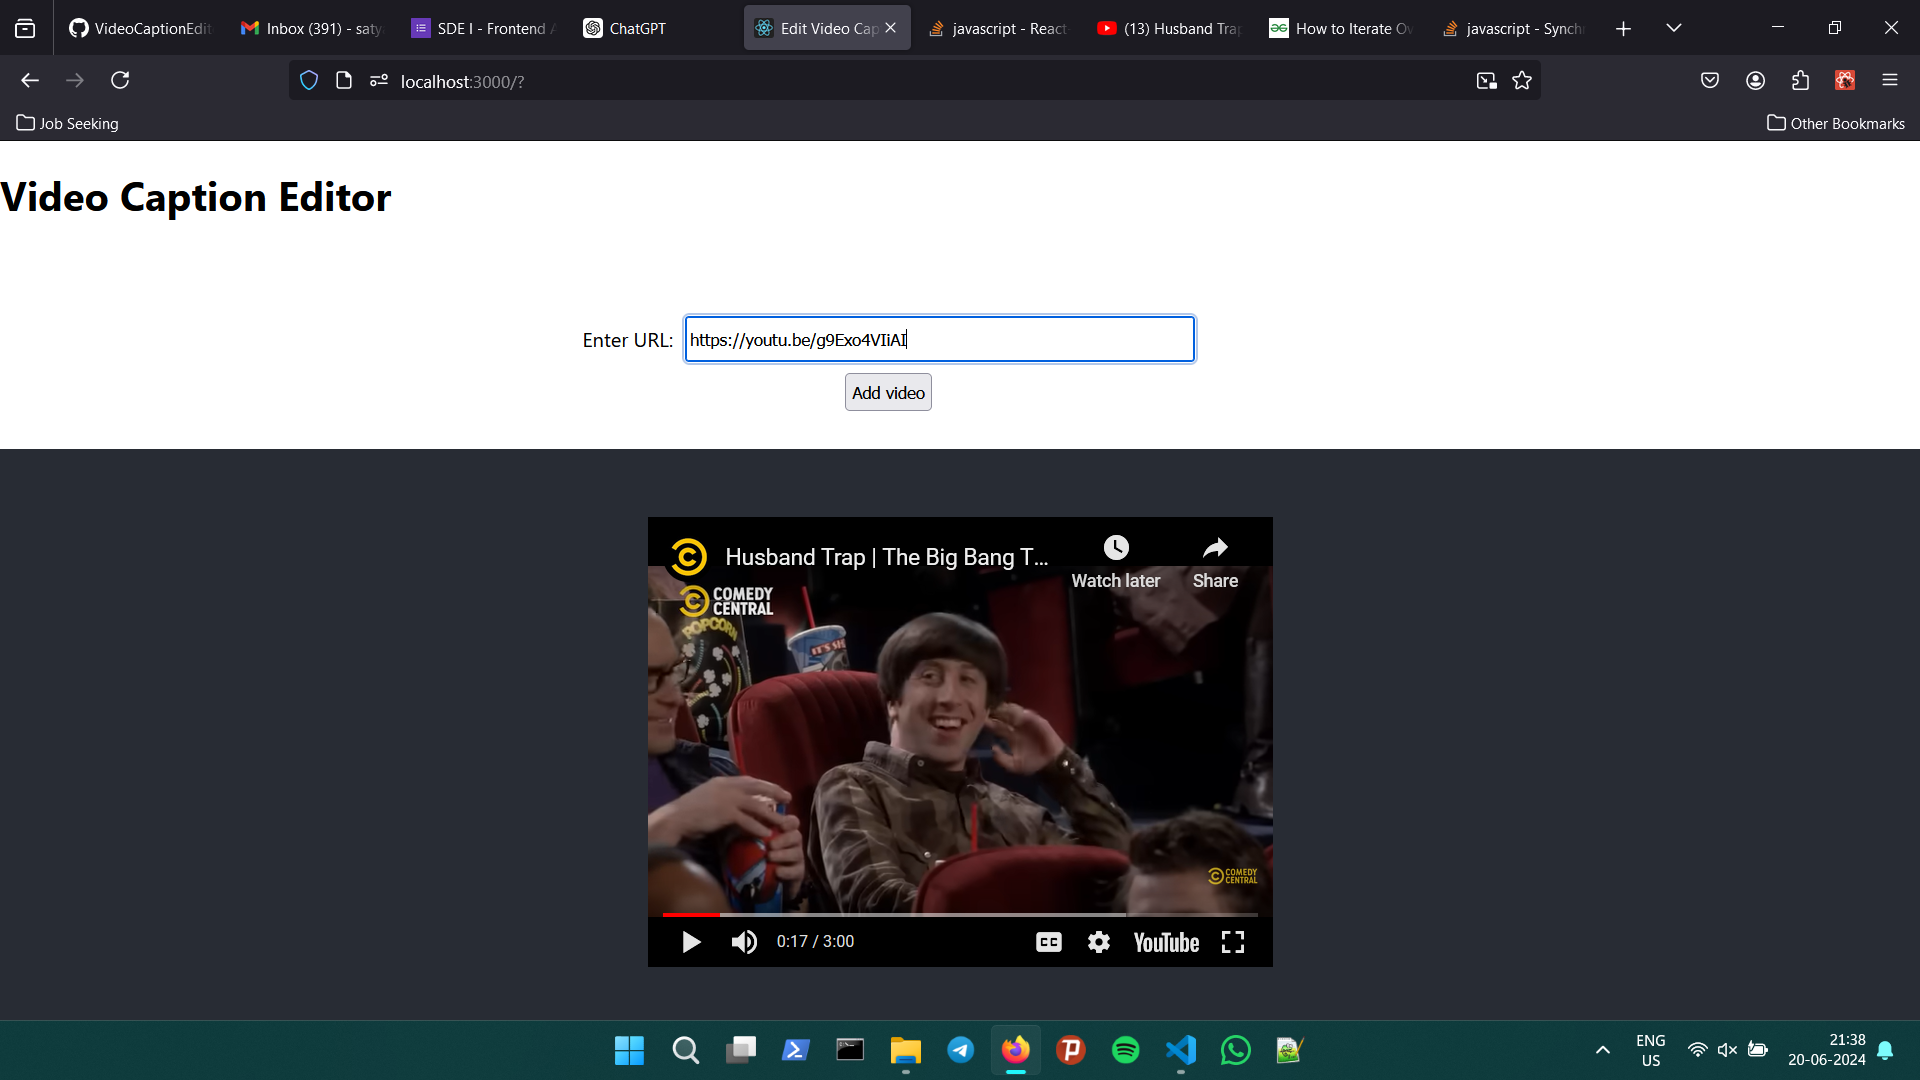 VideoCaptionEdit
Inbox (391) - saty
SDE I - Frontend A
ChatGPT
Edit Video Cap
javascript - React
(13) Husband Trap
How to Iterate Ov
javascript - Synchr
localhost:3000/?
Job Seeking
Other Bookmarks
Video Caption Editor
Enter URL:
https://youtu.be/g9Exo4VIiAI
Add video
Husband Trap | The Big Bang T...
Watch later
Share
COMEDY
CENTRAL
POPCORN
COMEDY
CENTRAL
0:17 / 3:00
CC
YouTube
ENG
US
21:38
20-06-2024